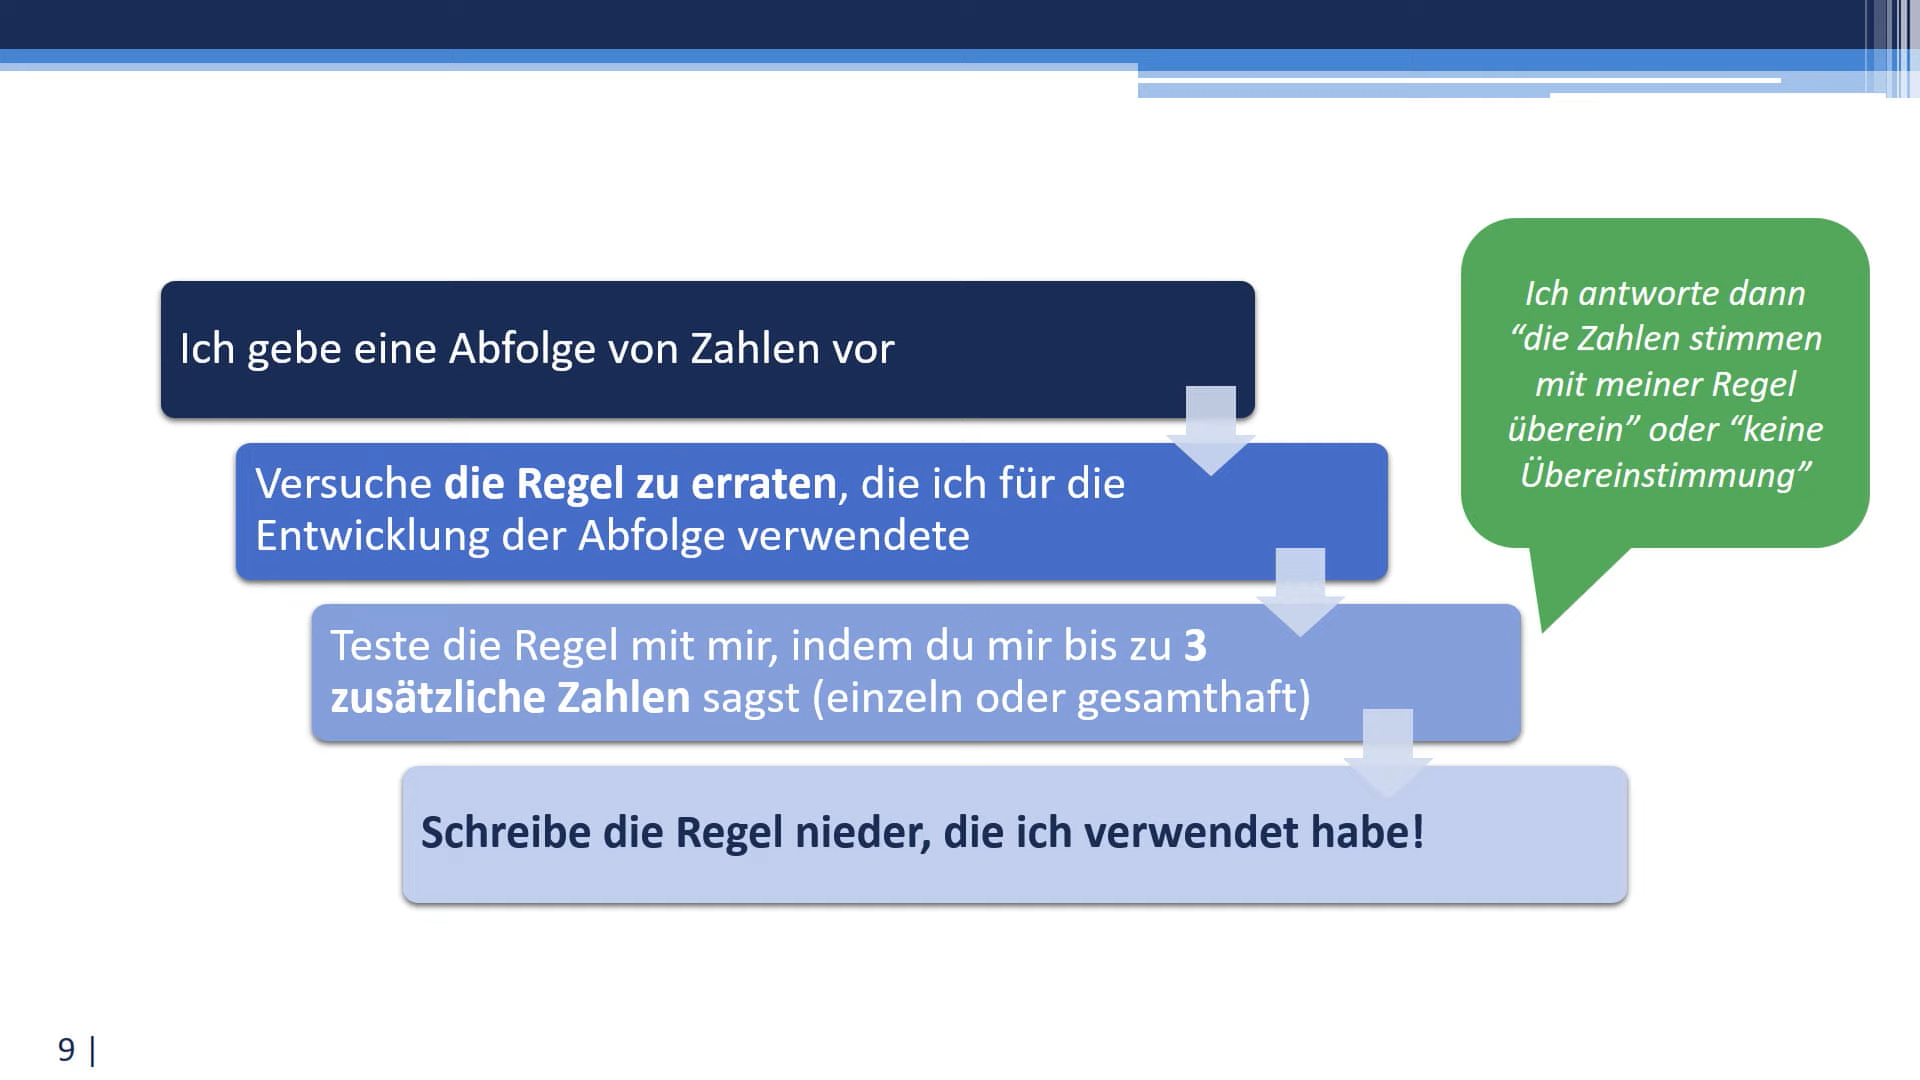 Ich gebe eine Abfolge von Zahlen vor
Versuche die Regel zu erraten, die ich für die
Entwicklung der Abfolge verwendete
Teste die Regel mit mir, indem du mir bis zu 3
zusätzliche Zahlen sagst (einzeln oder gesamthaft)
Schreibe die Regel nieder, die ich verwendet habe!
Ich antworte dann
“die Zahlen stimmen
mit meiner Regel
überein” oder “keine
Übereinstimmung”
9 |